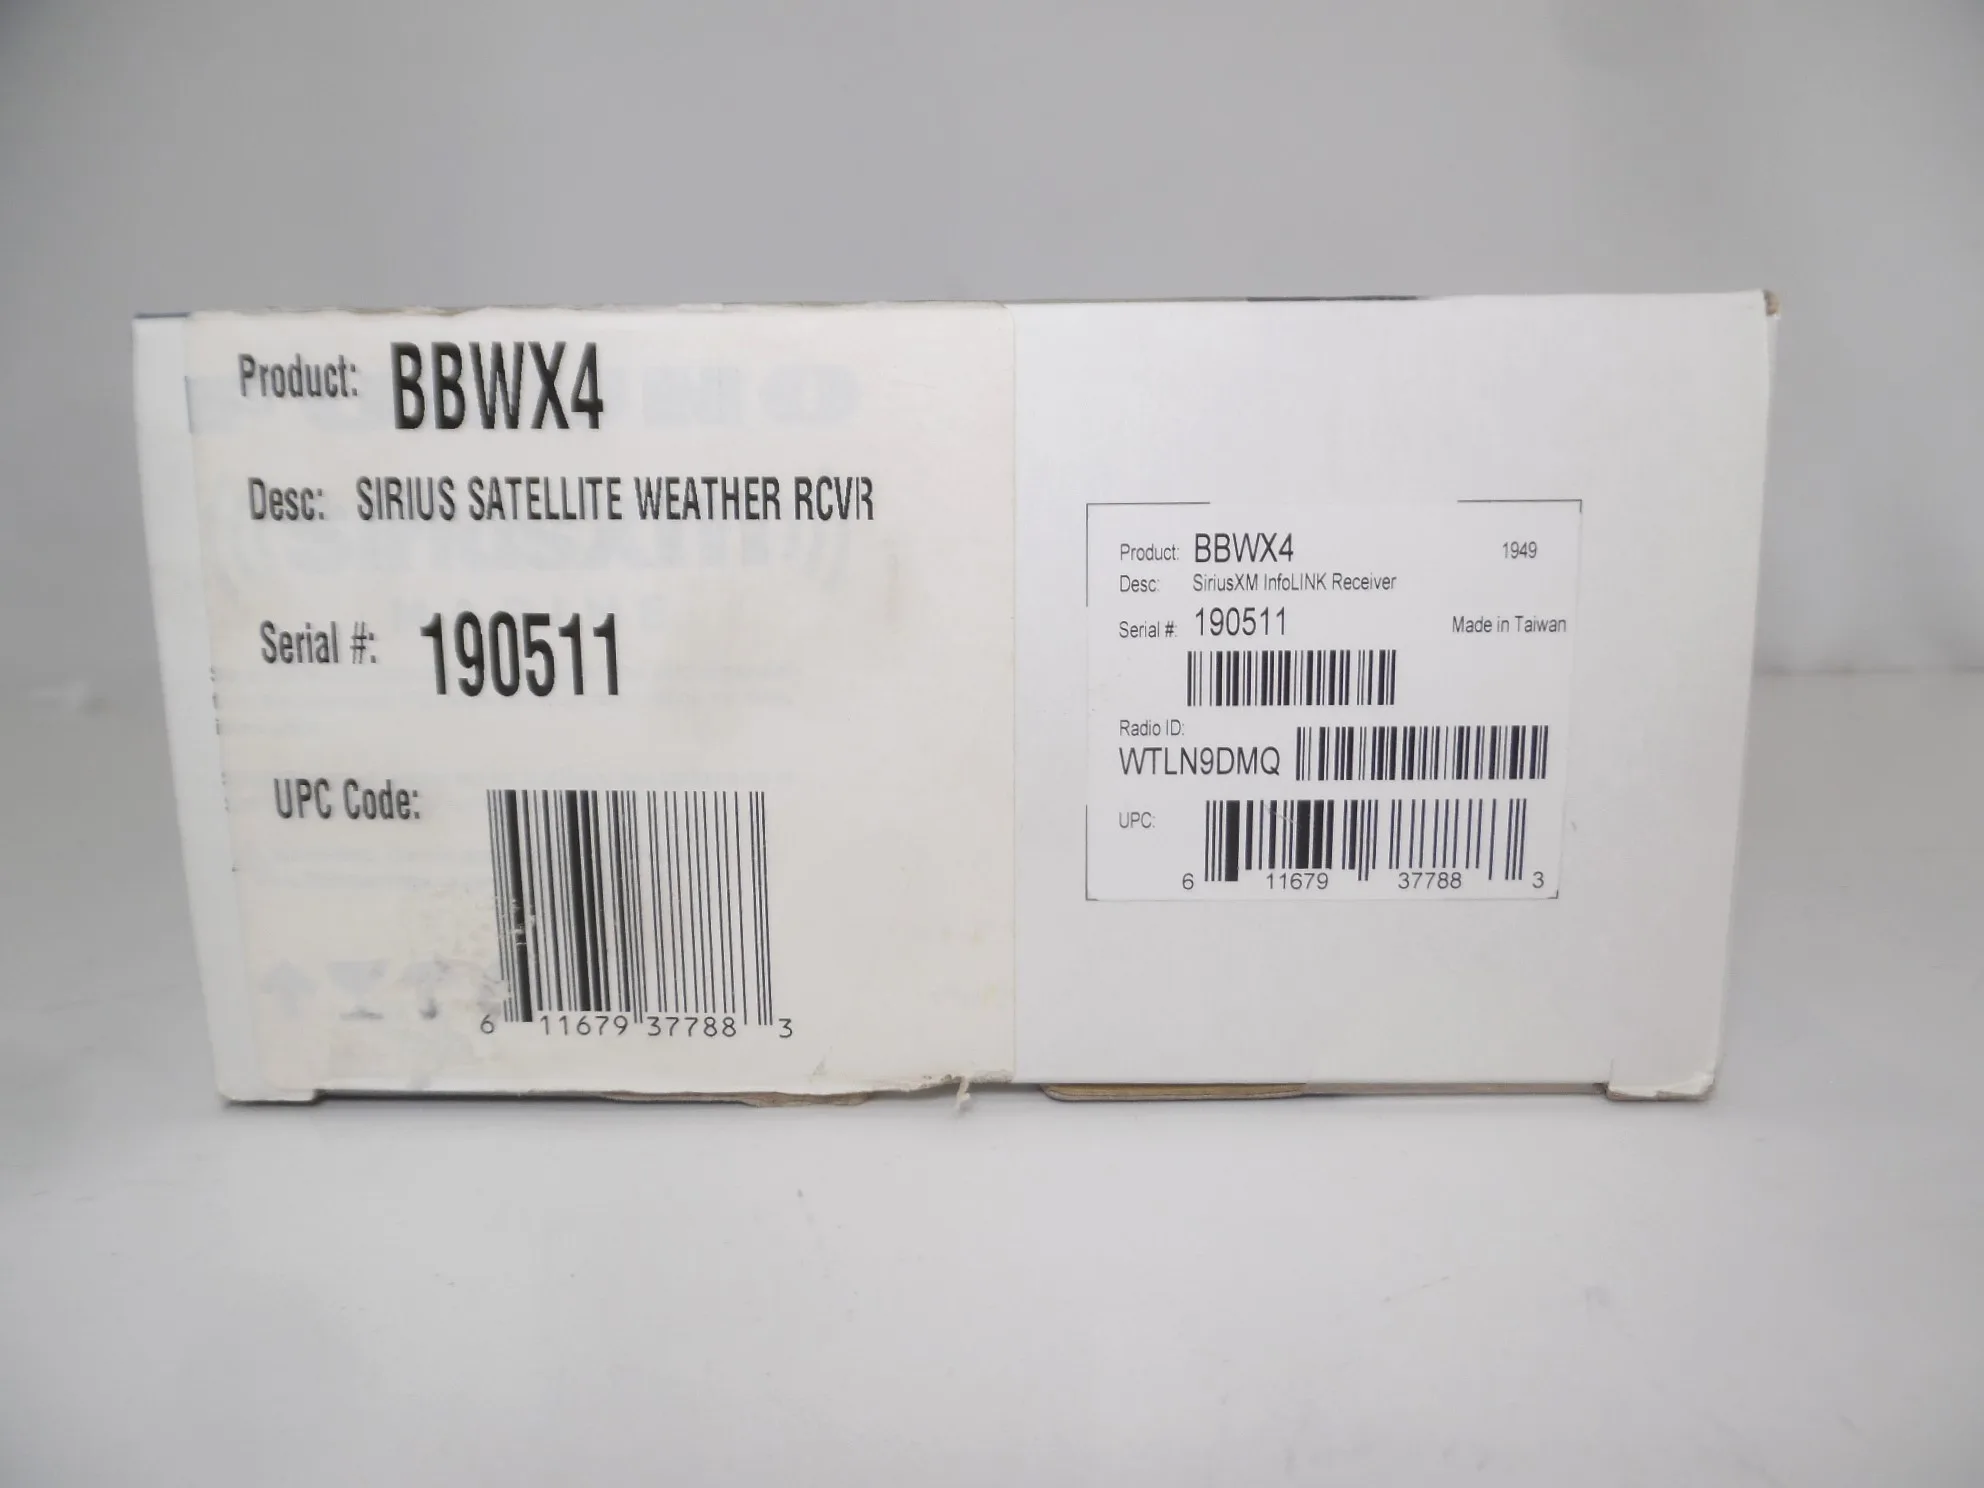 Product: BBWX4
Desc: SIRIUS SATELLITE WEATHER RCVR
Serial #: 190511
UPC Code:
6 11679 37788 3
Product: BBWX4 1949
Desc: SiriusXM InfoLINK Receiver
Serial #: 190511 Made in Taiwan
Radio ID:
WTLN9DMQ
UPC:
6 11679 37788 3